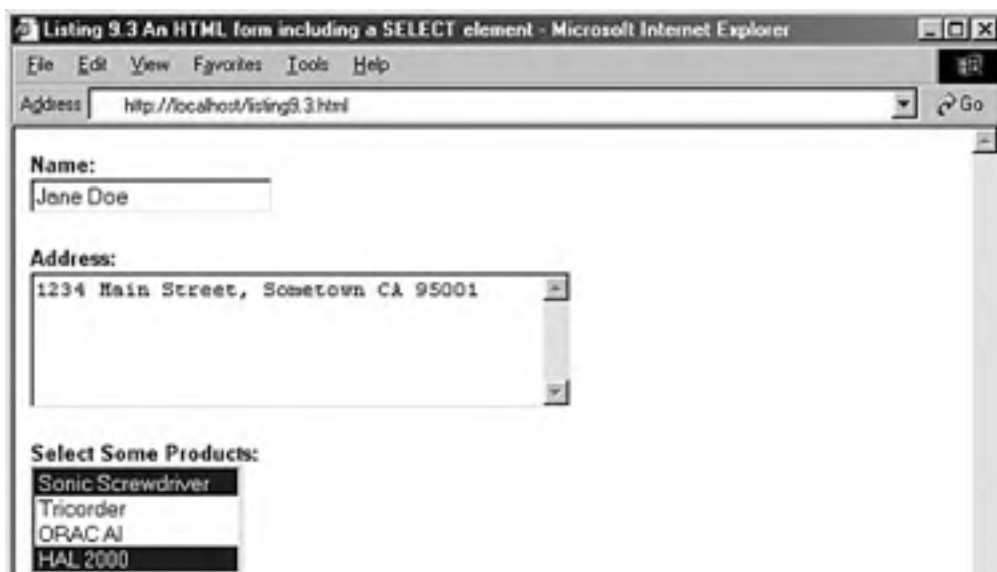 Listing 9.3 An HTML form including a SELECT element - Microsoft Internet Explorer
File Edit View Favorites Tools Help
Address http://localhost/listing9.3.html Go
Name:
Jane Doe
Address:
1234 Main Street, Sometown CA 95001
Select Some Products:
Sonic Screwdriver
Tricorder
ORAC AI
HAL 2000